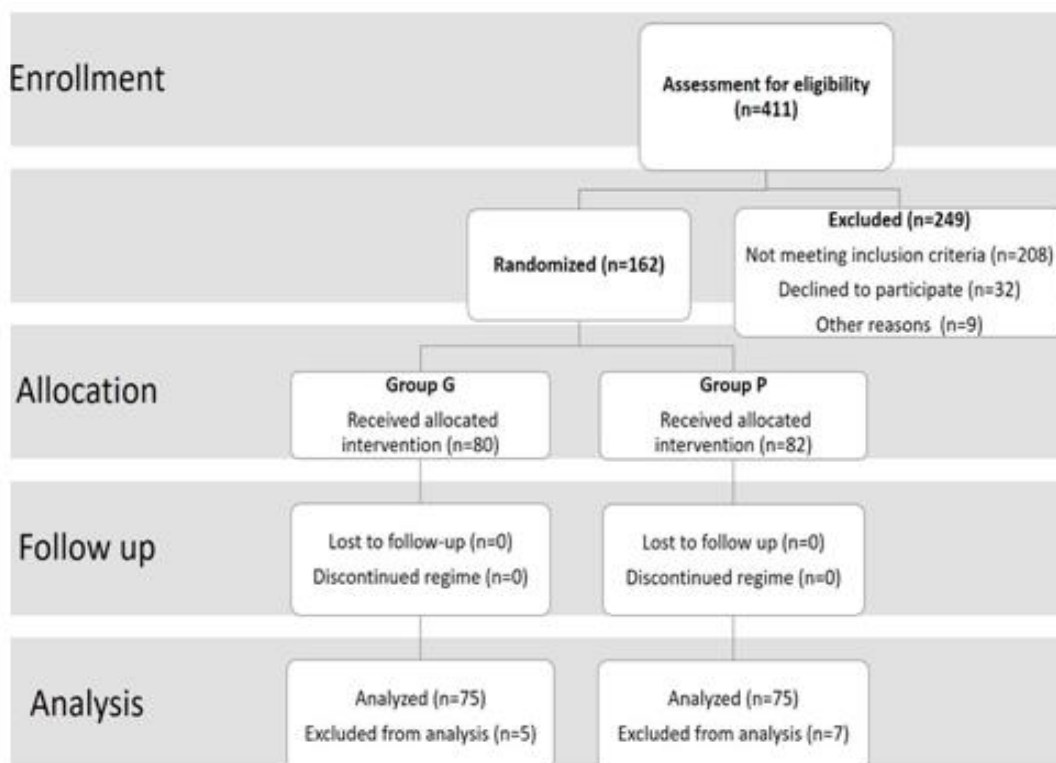 Enrollment
Assessment for eligibility
(n=411)
Randomized (n=162)
Excluded (n=249)
Not meeting inclusion criteria (n=208)
Declined to participate (n=32)
Other reasons (n=9)
Allocation
Group G
Received allocated
intervention (n=80)
Group P
Received allocated
intervention (n=82)
Follow up
Lost to follow-up (n=0)
Discontinued regime (n=0)
Lost to follow up (n=0)
Discontinued regime (n=0)
Analysis
Analyzed (n=75)
Excluded from analysis (n=5)
Analyzed (n=75)
Excluded from analysis (n=7)